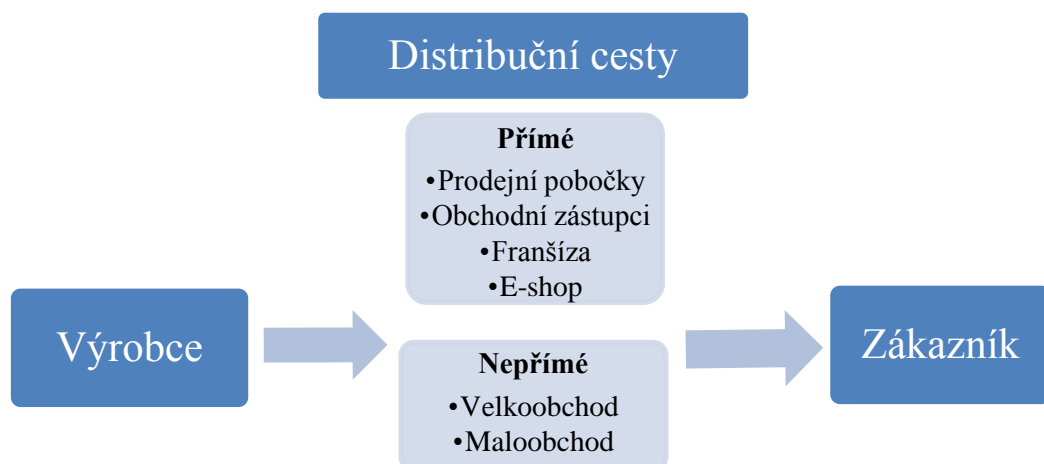 Distribuční cesty
Přímé
•Prodejní pobočky
•Obchodní zástupci
•Franšíza
•E-shop
Výrobce
Zákazník
Nepřímé
•Velkoobchod
•Maloobchod